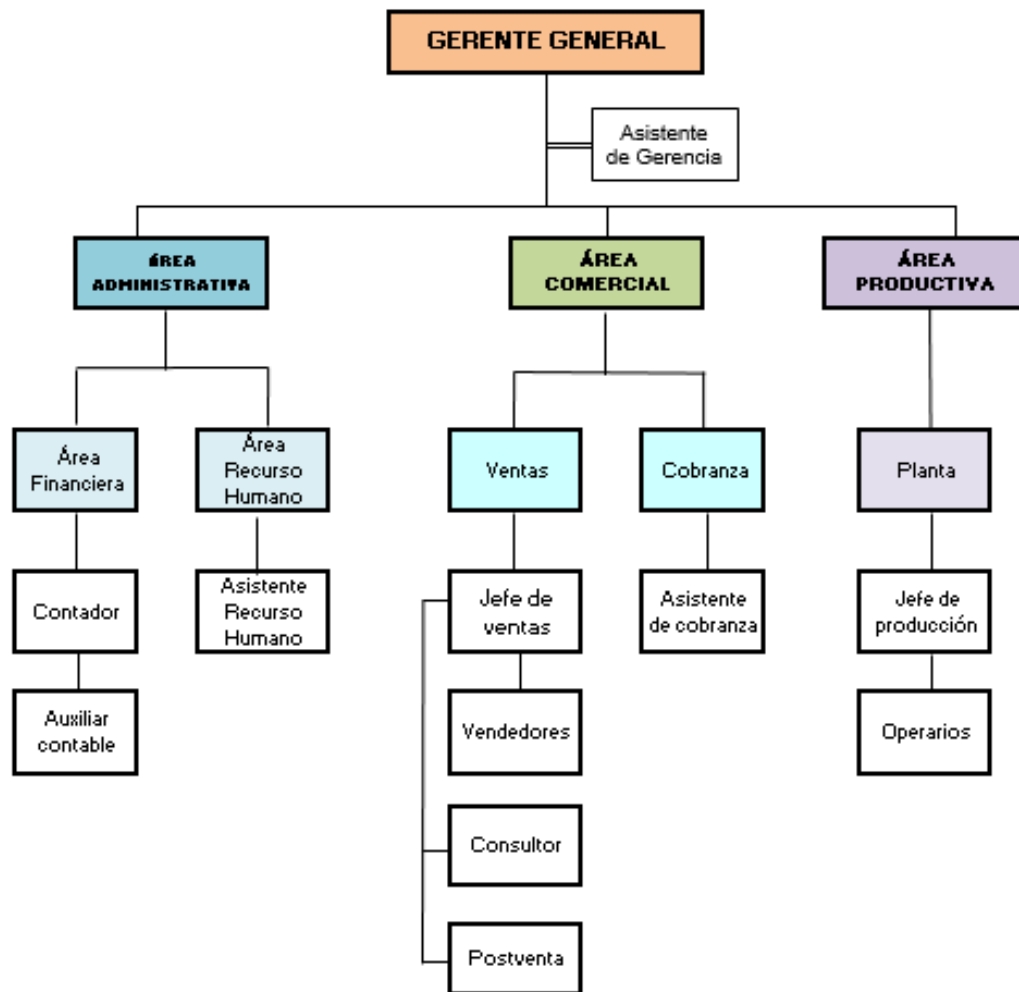 GERENTE GENERAL
Asistente
de Gerencia
ÁREA
ADMINISTRATIVA
ÁREA
COMERCIAL
ÁREA
PRODUCTIVA
Área
Financiera
Área
Recurso
Humano
Ventas
Cobranza
Planta
Contador
Asistente
Recurso
Humano
Jefe de
ventas
Asistente
de cobranza
Jefe de
producción
Auxiliar
contable
Vendedores
Operarios
Consultor
Postventa